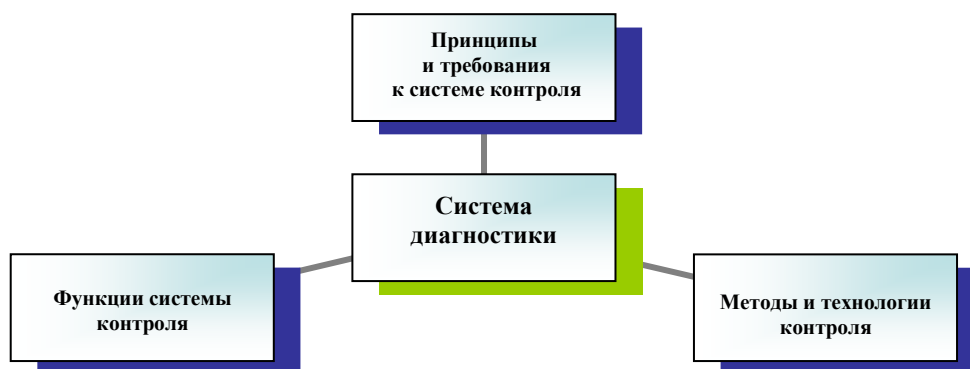 Принципы
и требования
к системе контроля
Система
диагностики
Функции системы
контроля
Методы и технологии
контроля